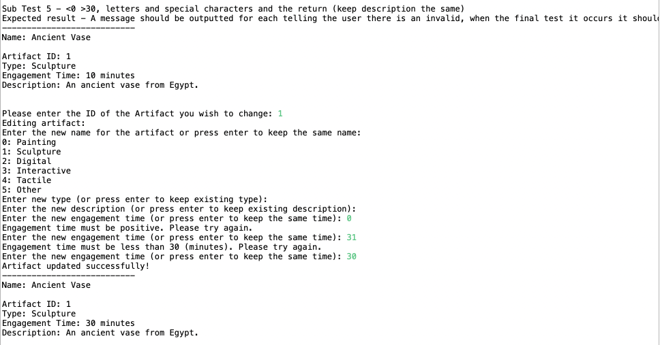 Sub Test 5 - <0 >30, letters and special characters and the return (keep description the same)
Expected result - A message should be outputted for each telling the user there is an invalid, when the final test it occurs it
----------------------------
Name: Ancient Vase
Artifact ID: 1
Type: Sculpture
Engagement Time: 10 minutes
Description: An ancient vase from Egypt.
Please enter the ID of the Artifact you wish to change: 1
Editing artifact:
Enter the new name for the artifact or press enter to keep the same name:
0: Painting
1: Sculpture
2: Digital
3: Interactive
4: Tactile
5: Other
Enter new type (or press enter to keep existing type):
Enter the new description (or press enter to keep existing description):
Enter the new engagement time (or press enter to keep the same time): 0
Engagement time must be positive. Please try again.
Enter the new engagement time (or press enter to keep the same time): 31
Engagement time must be less than 30 (minutes). Please try again.
Enter the new engagement time (or press enter to keep the same time): 30
Artifact updated successfully!
----------------------------
Name: Ancient Vase
Artifact ID: 1
Type: Sculpture
Engagement Time: 30 minutes
Description: An ancient vase from Egypt.